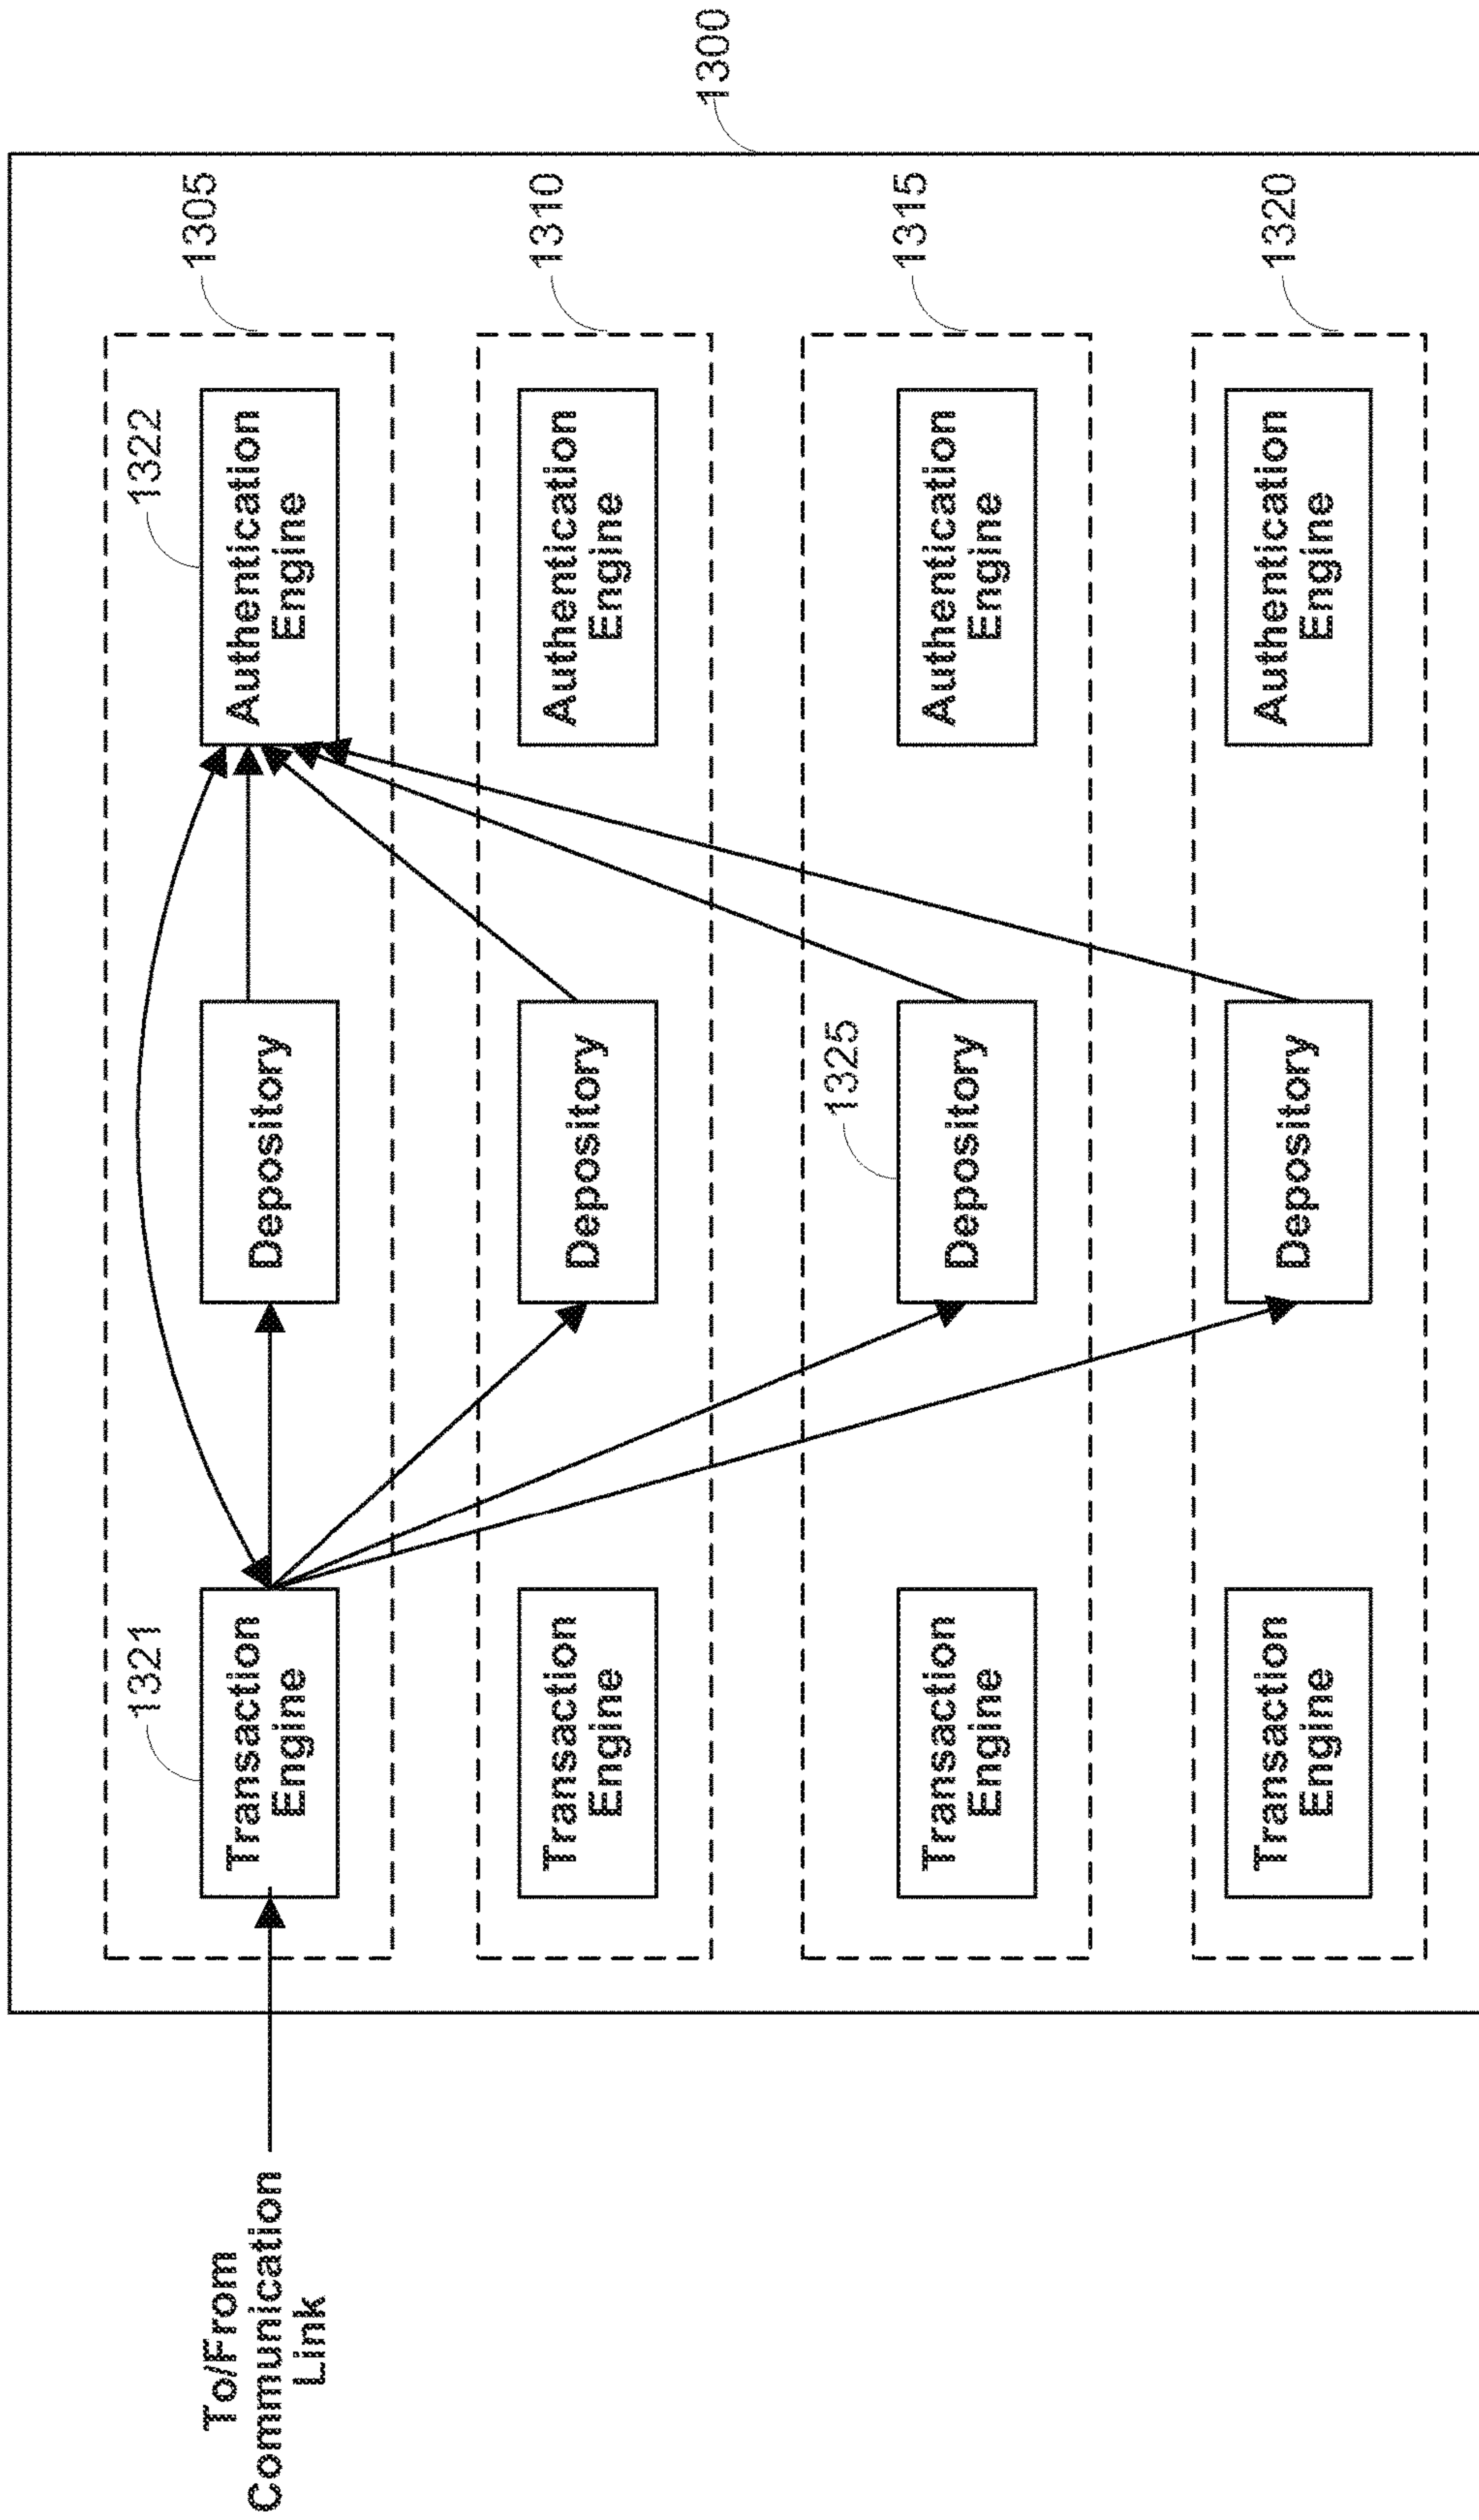 To/From
Communication
Link
1300
1305
1321
Transaction
Engine
Depository
1322
Authentication
Engine
1310
Transaction
Engine
Depository
Authentication
Engine
1315
Transaction
Engine
1325
Depository
Authentication
Engine
1320
Transaction
Engine
Depository
Authentication
Engine